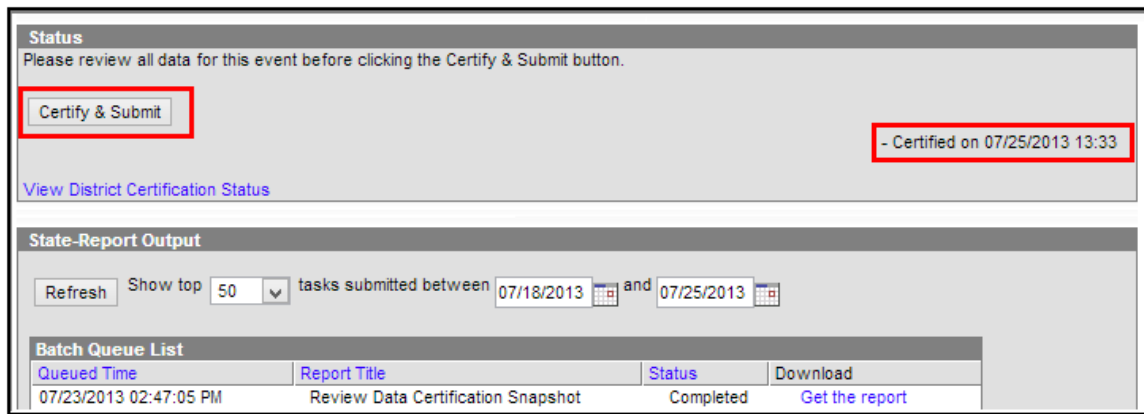 Status
Please review all data for this event before clicking the Certify & Submit button.
Certify & Submit
- Certified on 07/25/2013 13:33
View District Certification Status
State-Report Output
Refresh Show top 50 tasks submitted between 07/18/2013 and 07/25/2013
Batch Queue List
Queued Time Report Title Status Download
07/23/2013 02:47:05 PM Review Data Certification Snapshot Completed Get the report